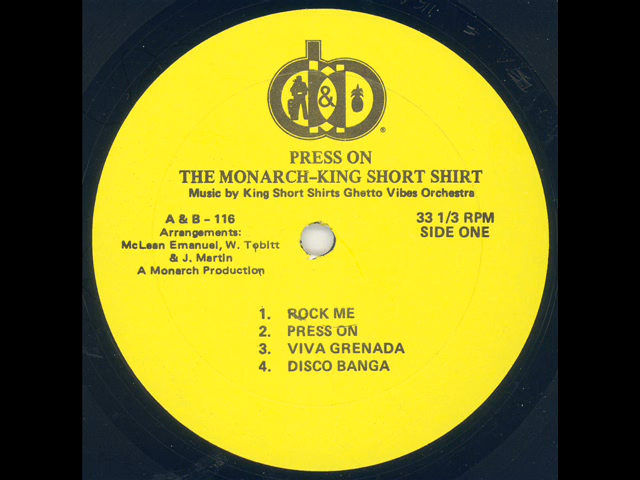 &
®
PRESS ON
THE MONARCH-KING SHORT SHIRT
Music by King Short Shirts Ghetto Vibes Orchestra
A & B - 116
Arrangements:
McLean Emanuel, W. Tobitt
& J. Martin
A Monarch Production
33 1/3 RPM
SIDE ONE
1. ROCK ME
2. PRESS ON
3. VIVA GRENADA
4. DISCO BANGA